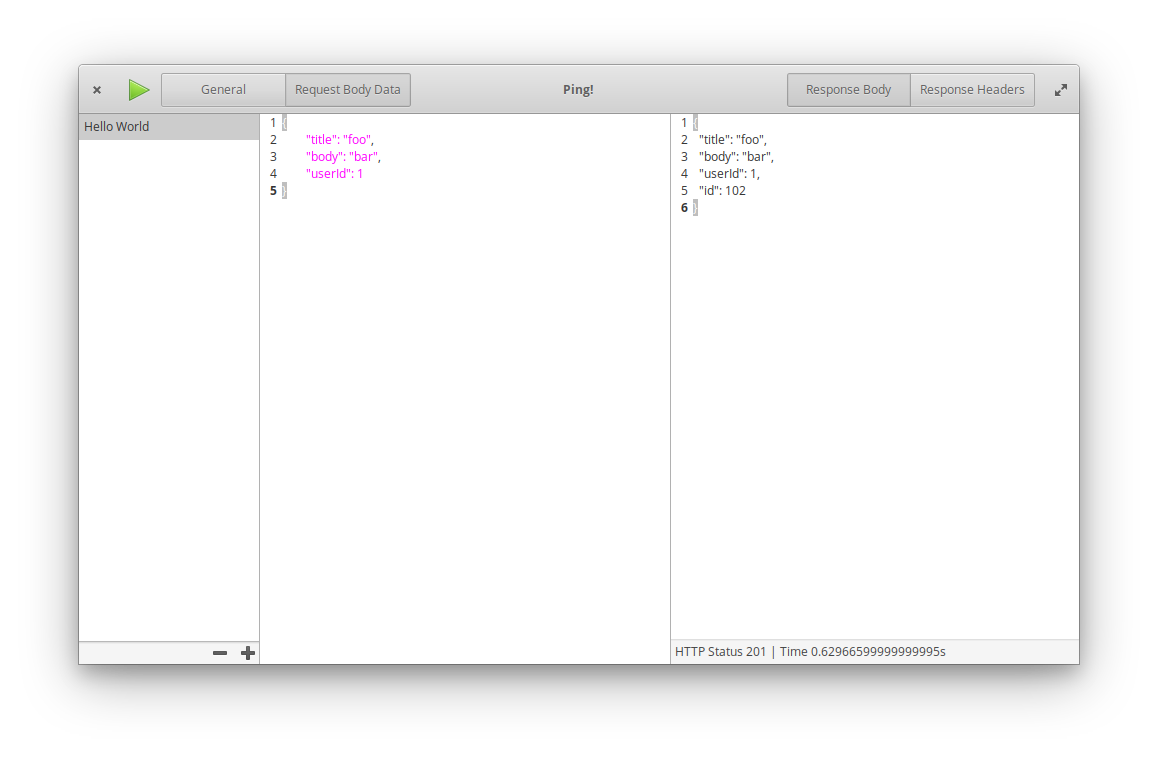 × General Request Body Data Ping! Response Body Response Headers
Hello World
1 {
2 "title": "foo",
3 "body": "bar",
4 "userId": 1
5 }
1 {
2 "title": "foo",
3 "body": "bar",
4 "userId": 1,
5 "id": 102
6 }
HTTP Status 201 | Time 0.62966599999999995s